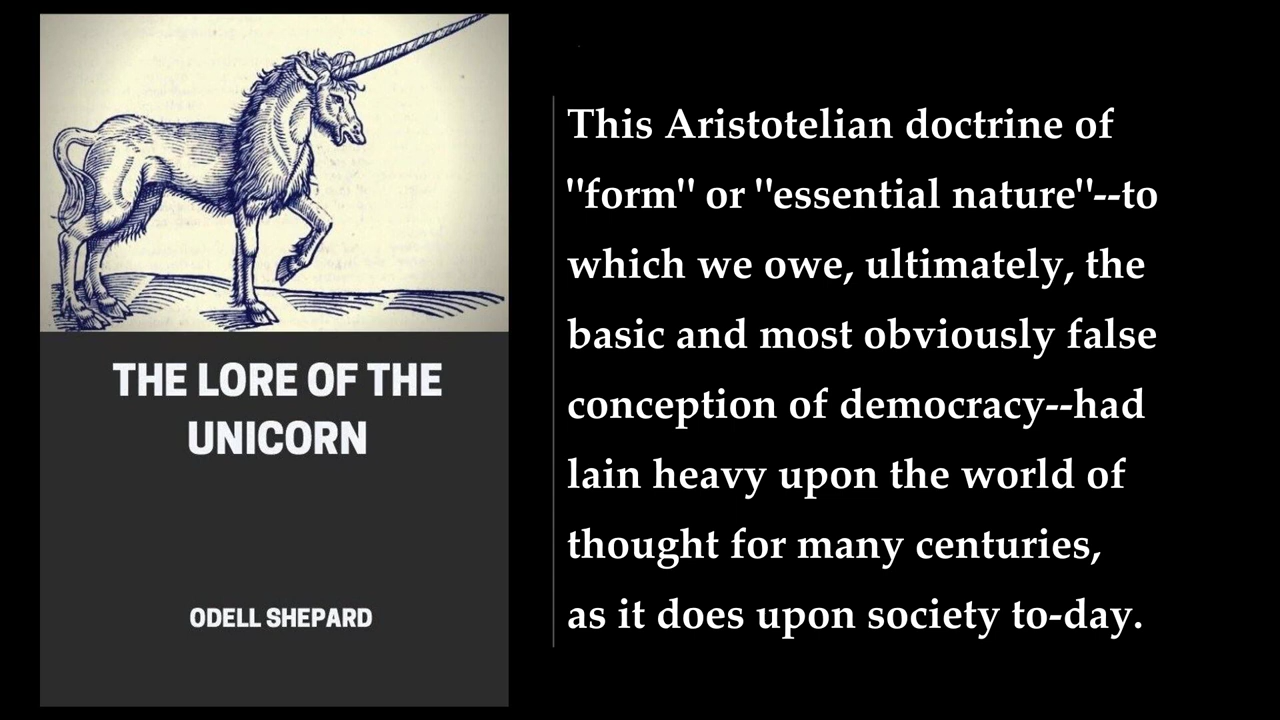 THE LORE OF THE
UNICORN
ODELL SHEPARD
This Aristotelian doctrine of
"form" or "essential nature"--to
which we owe, ultimately, the
basic and most obviously false
conception of democracy--had
lain heavy upon the world of
thought for many centuries,
as it does upon society to-day.